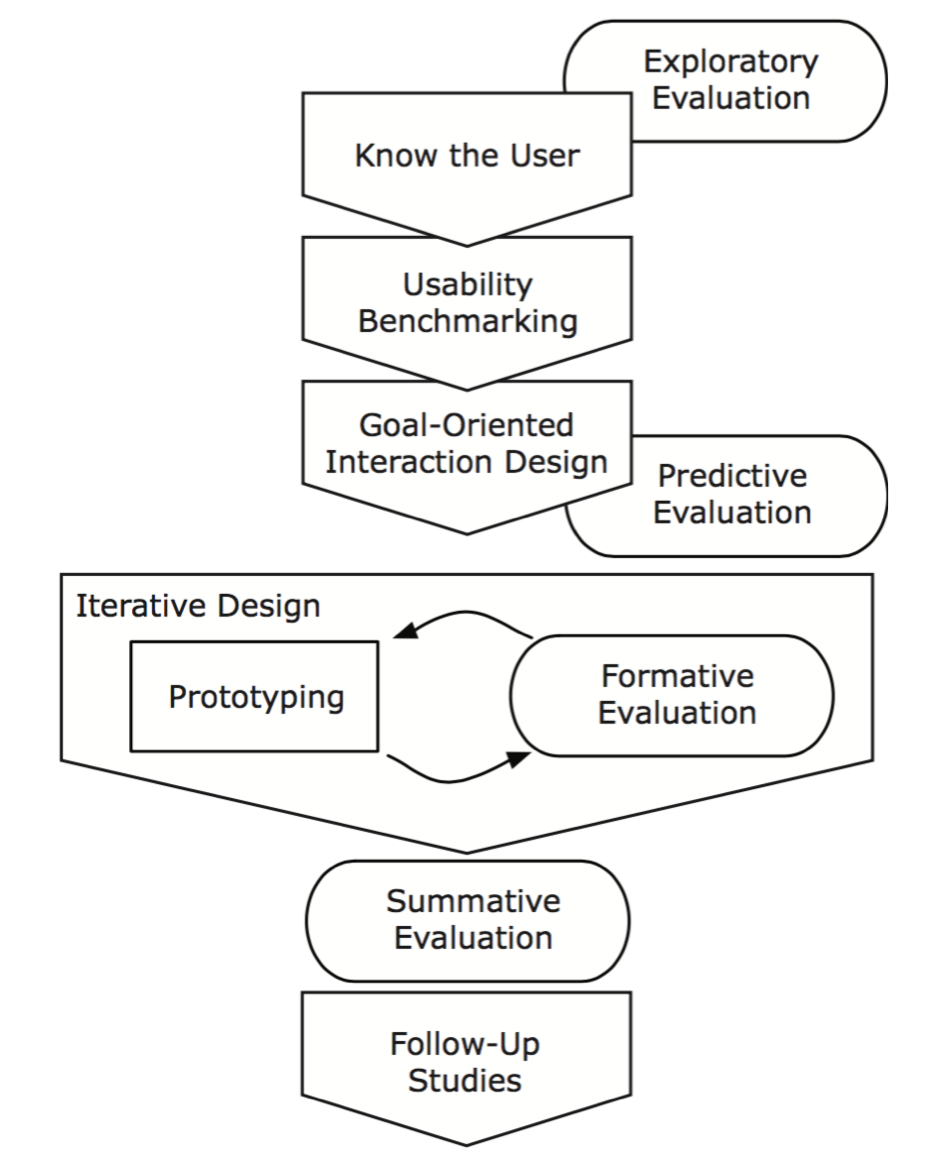 Exploratory
Evaluation
Know the User
Usability
Benchmarking
Goal-Oriented
Interaction Design
Predictive
Evaluation
Iterative Design
Prototyping
Formative
Evaluation
Summative
Evaluation
Follow-Up
Studies